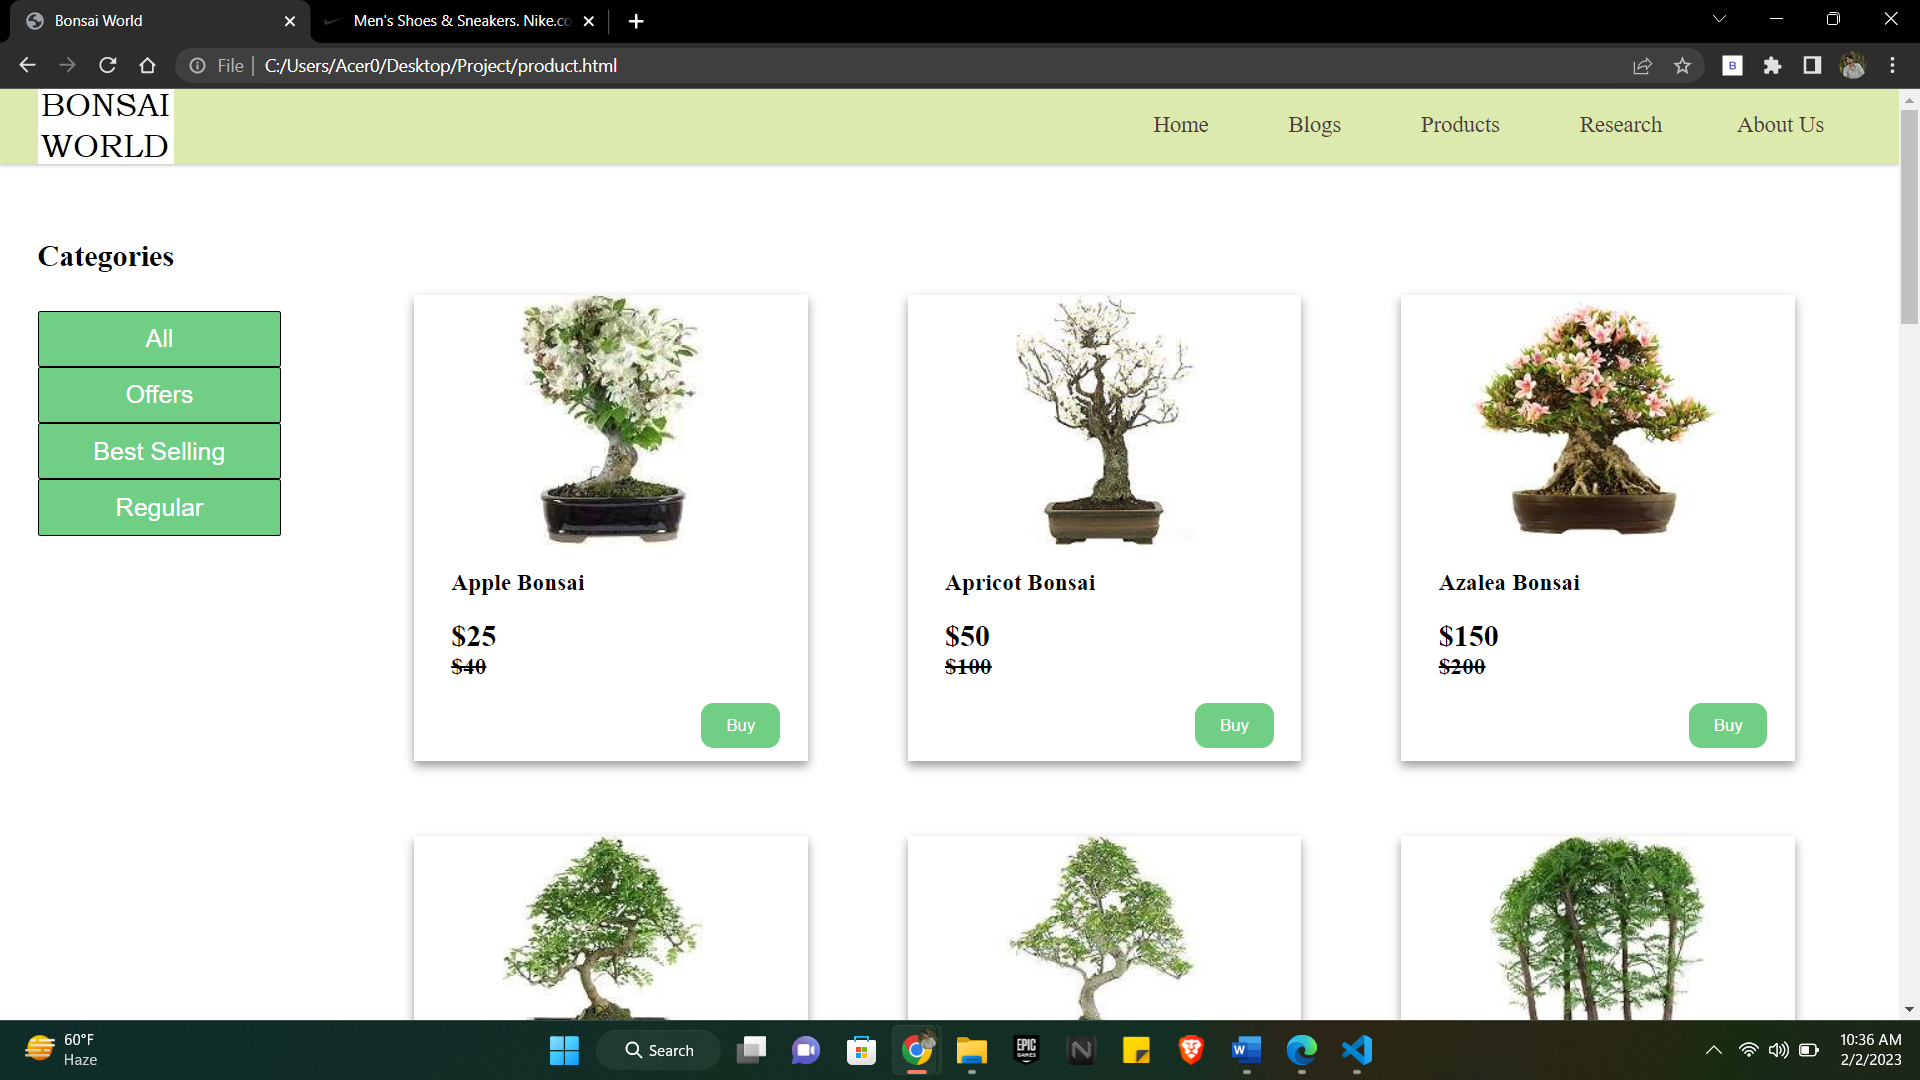 Bonsai World
Men's Shoes & Sneakers. Nike.co
File
C:/Users/Acer0/Desktop/Project/product.html
B
BONSAI
WORLD
Home
Blogs
Products
Research
About Us
Categories
All
Offers
Best Selling
Regular
Apple Bonsai
$25
$40
Buy
Apricot Bonsai
$50
$100
Buy
Azalea Bonsai
$150
$200
Buy
60°F
Haze
Search
EPIC
GAMES
N
W
10:36 AM
2/2/2023